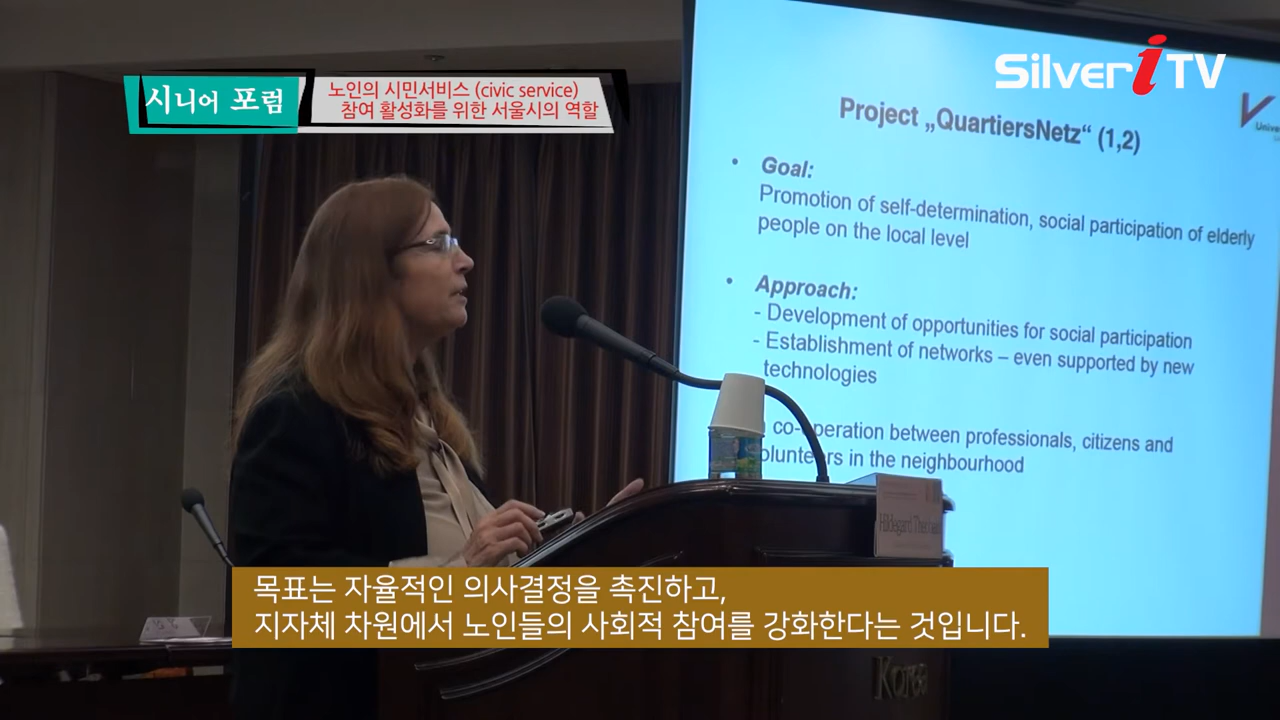 Silver i TV
시니어 포럼
노인의 시민서비스 (civic service)
참여 활성화를 위한 서울시의 역할
Project „QuartiersNetz“ (1,2)
• Goal:
Promotion of self-determination, social participation of elderly
people on the local level
• Approach:
- Development of opportunities for social participation
- Establishment of networks – even supported by new
technologies
co-operation between professionals, citizens and
in the neighbourhood
Hildegard
Korea
목표는 자율적인 의사결정을 촉진하고,
지자체 차원에서 노인들의 사회적 참여를 강화한다는 것입니다.